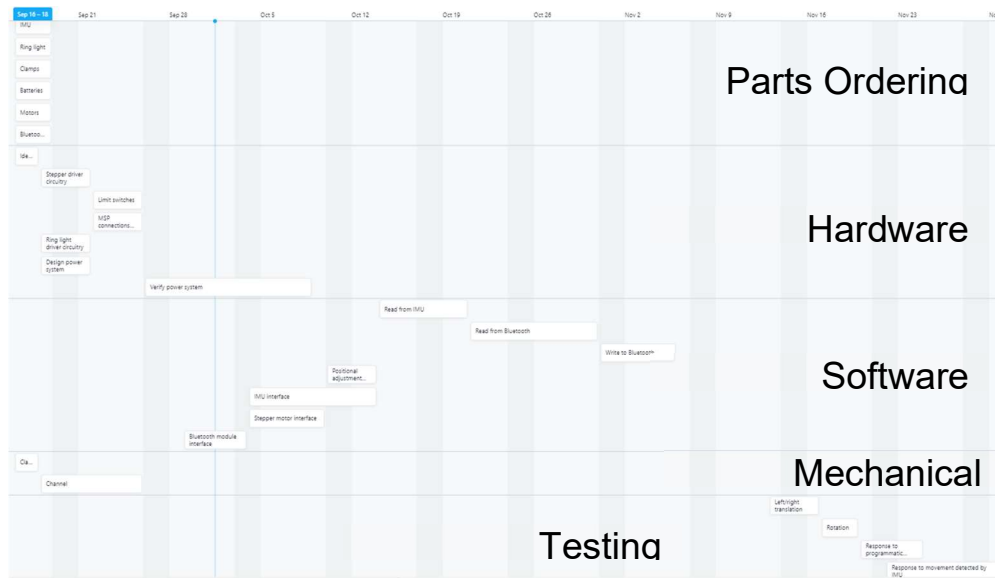 Sep 16 – 18 Sep 21 Sep 28 Oct 5 Oct 12 Oct 19 Oct 26 Nov 2 Nov 9 Nov 16 Nov 23
IMU
Ring light
Clamps
Batteries
Motors
Bluetoo...
Parts Ordering
Ide...
Stepper driver
circuitry
Limit switches
MSP
connections...
Ring light
driver circuitry
Design power
system
Verify power system
Hardware
Read from IMU
Read from Bluetooth
Write to Bluetooth
Positional
adjustment...
IMU interface
Stepper motor interface
Bluetooth module
interface
Software
Cla...
Channel
Mechanical
Left/right
translation
Rotation
Response to
programmatic...
Response to movement detected by
IMU
Testing